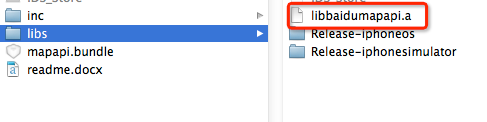 inc
libs
mapapi.bundle
readme.docx
libbaidumapapi.a
Release-iphoneos
Release-iphonesimulator